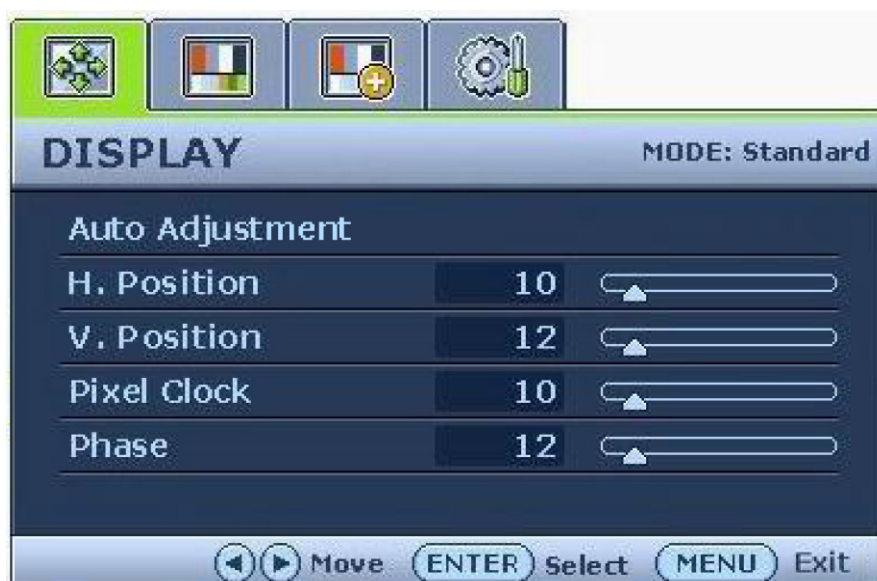 DISPLAY MODE: Standard
Auto Adjustment
H. Position 10
V. Position 12
Pixel Clock 10
Phase 12
Move ENTER Select MENU Exit